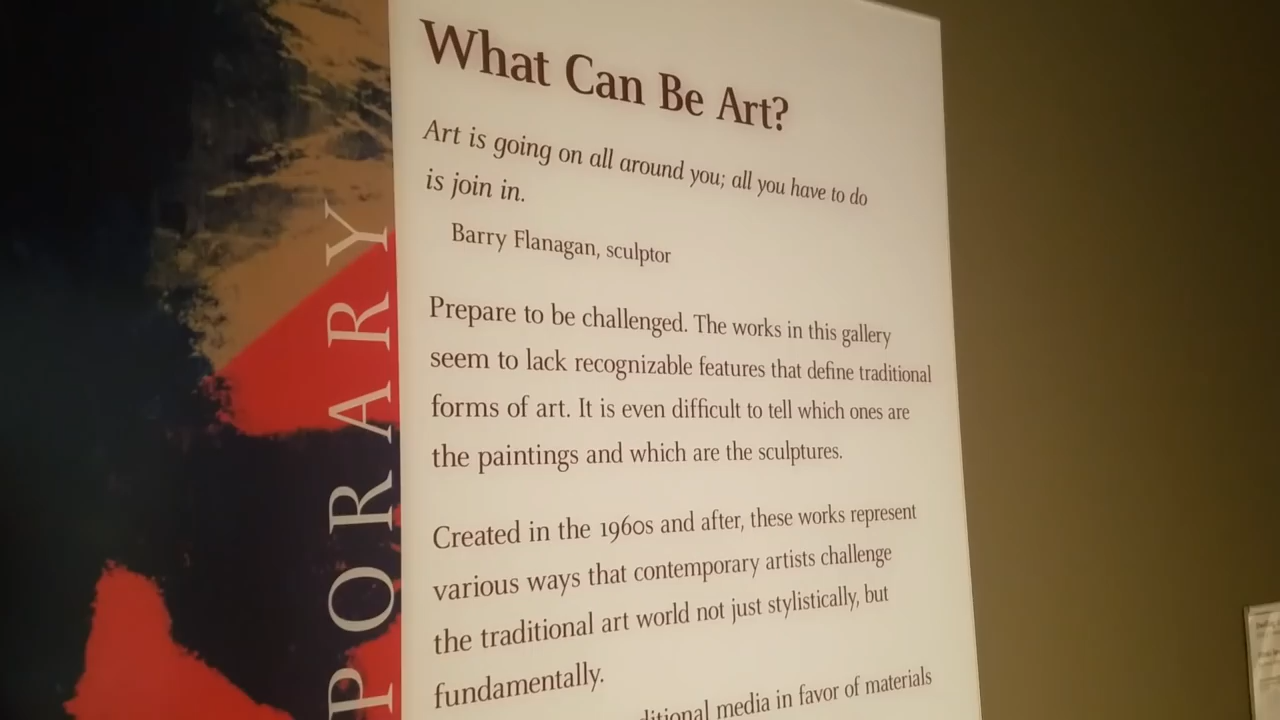 What Can Be Art?
Art is going on all around you; all you have to do
is join in.
Barry Flanagan, sculptor
Prepare to be challenged. The works in this gallery
seem to lack recognizable features that define traditional
forms of art. It is even difficult to tell which ones are
the paintings and which are the sculptures.
Created in the 1960s and after, these works represent
various ways that contemporary artists challenge
the traditional art world not just stylistically, but
fundamentally.
media in favor of materials
PORARY